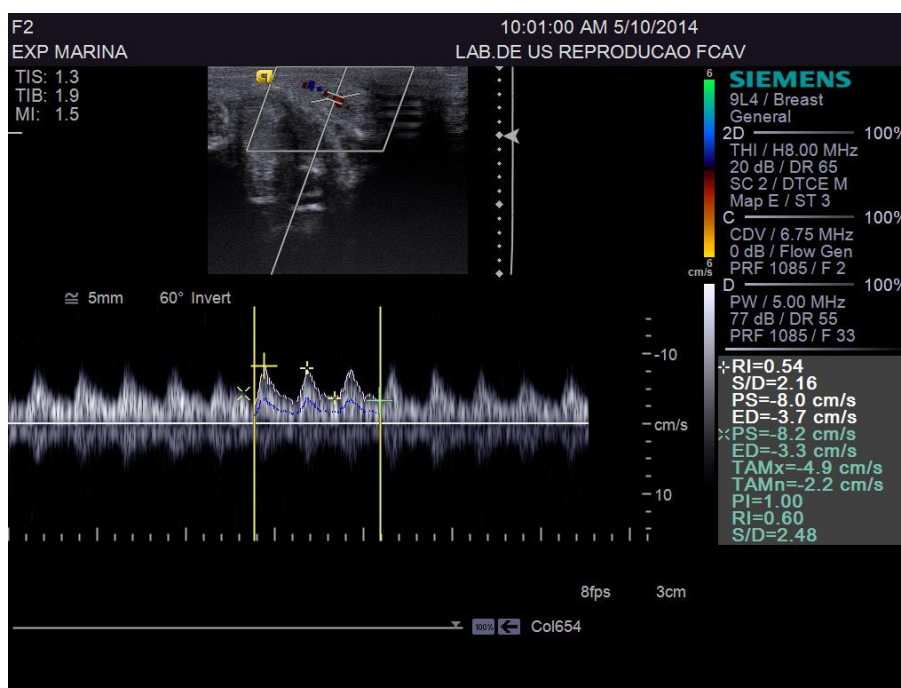 F2
10:01:00 AM 5/10/2014
EXP MARINA
LAB.DE US REPRODUCAO FCAV
TIS: 1.3
TIB: 1.9
MI: 1.5
6
6
cm/s
SIEMENS
9L4 / Breast
General
2D 100%
THI / H8.00 MHz
20 dB / DR 65
SC 2 / DTCE M
Map E / ST 3
C 100%
CDV / 6.75 MHz
0 dB / Flow Gen
PRF 1085 / F 2
D 100%
PW / 5.00 MHz
77 dB / DR 55
PRF 1085 / F 33
≅ 5mm 60° Invert
-10
cm/s
10
RI=0.54
S/D=2.16
PS=-8.0 cm/s
ED=-3.7 cm/s
PS=-8.2 cm/s
ED=-3.3 cm/s
TAMx=-4.9 cm/s
TAMn=-2.2 cm/s
PI=1.00
RI=0.60
S/D=2.48
8fps 3cm
100% Col654